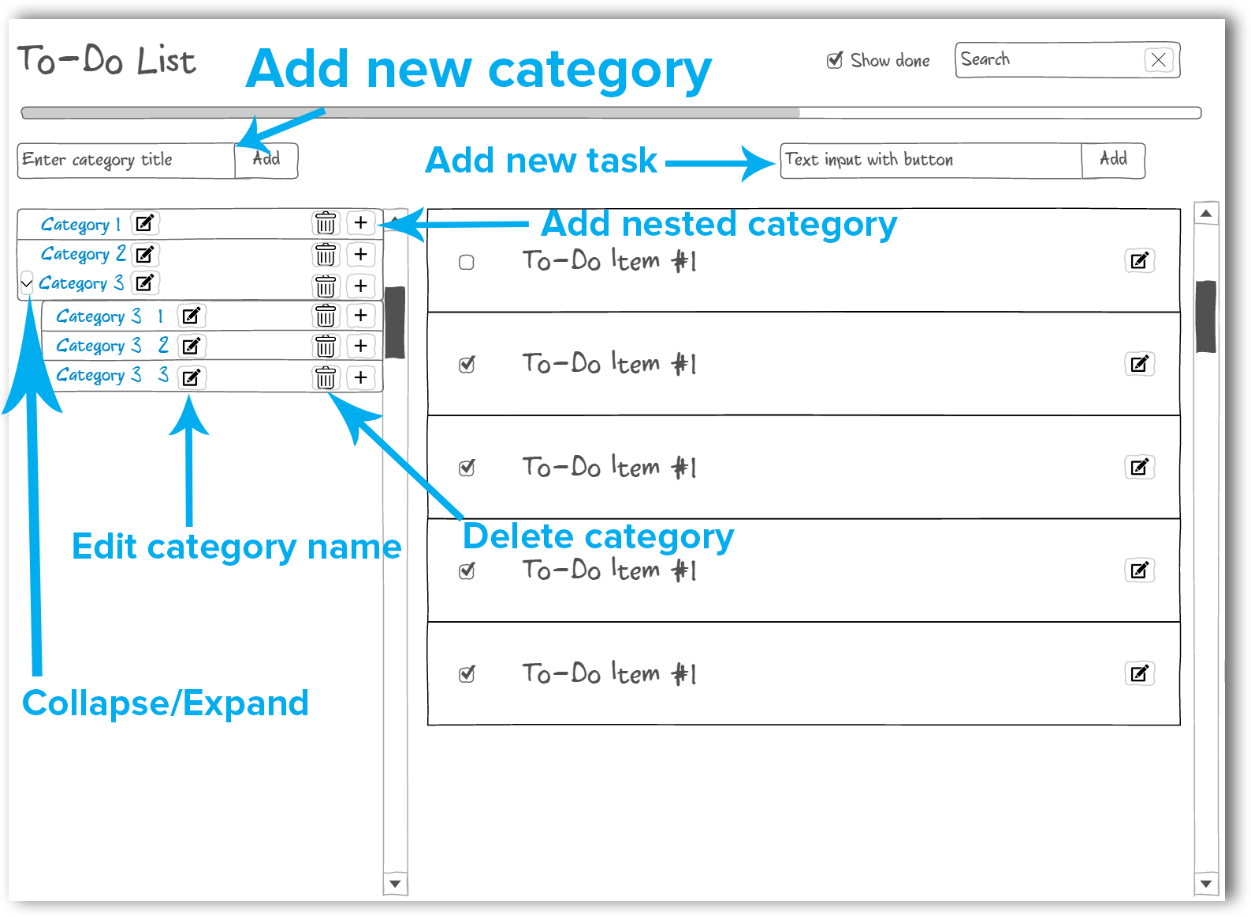 To-Do List
Add new category
Show done
Search
Enter category title
Add
Add new task
Text input with button
Add
Category 1
Add nested category
Category 2
Category 3
Category 3 1
Category 3 2
Category 3 3
To-Do Item #1
To-Do Item #1
To-Do Item #1
Edit category name
Delete category
To-Do Item #1
To-Do Item #1
Collapse/Expand